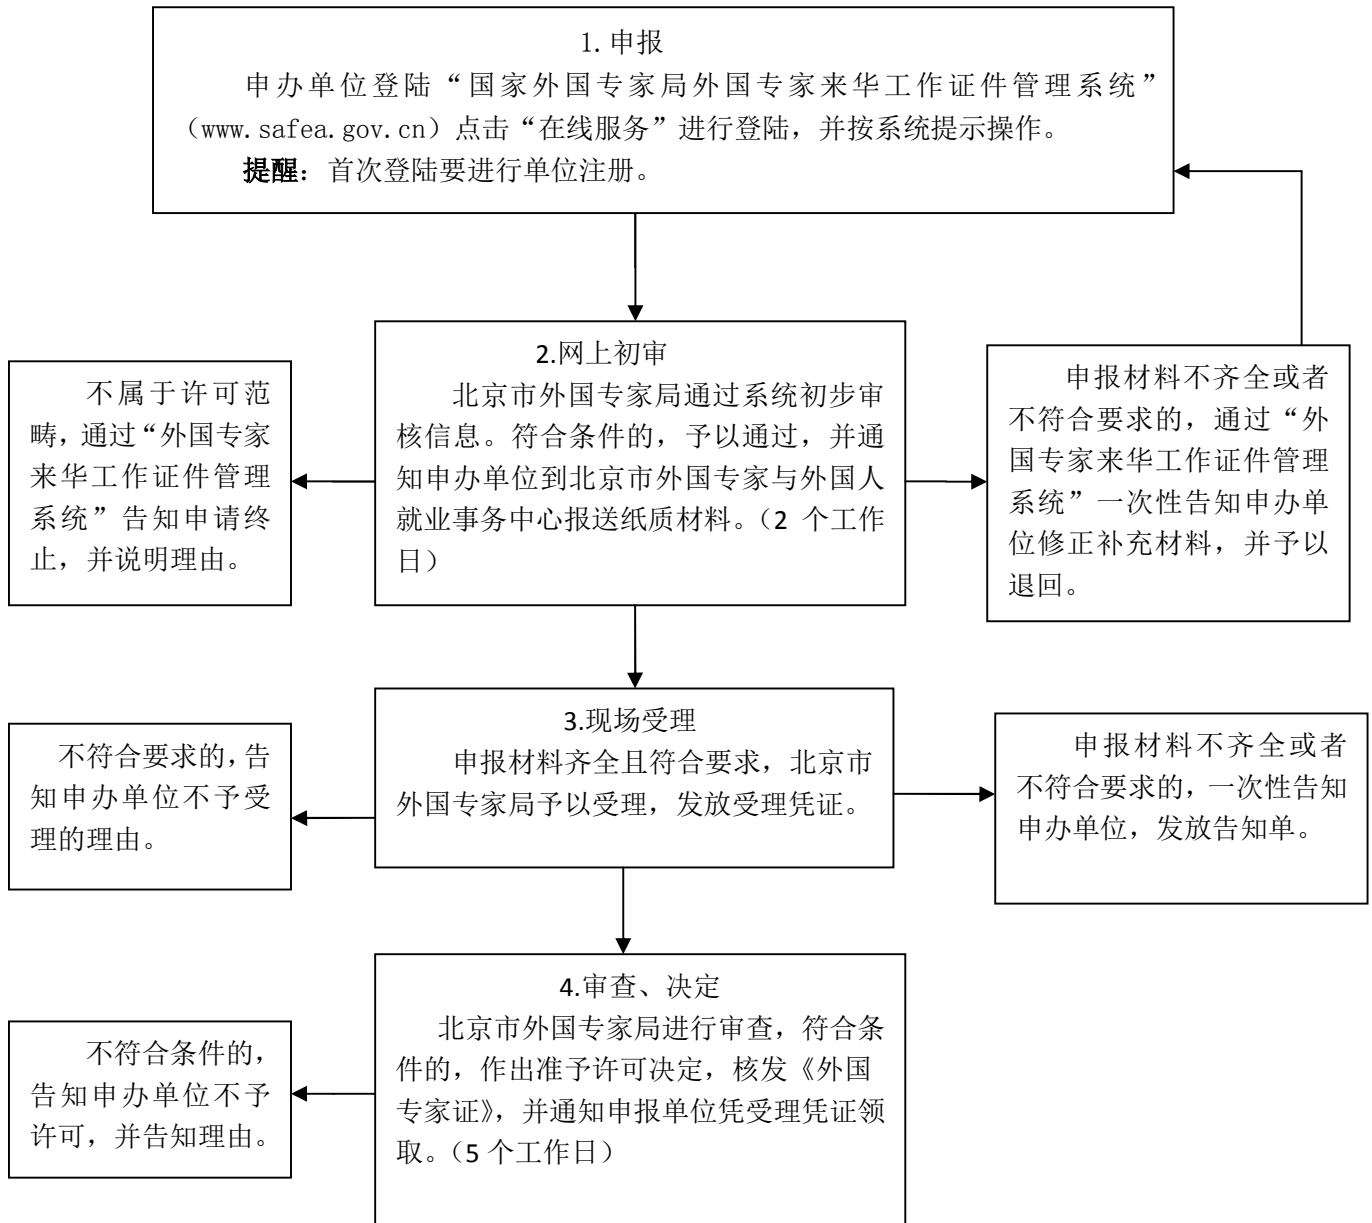 1.申报
申办单位登陆“国家外国专家局外国专家来华工作证件管理系统”
（www.safea.gov.cn）点击“在线服务”进行登陆，并按系统提示操作。
提醒：首次登陆要进行单位注册。
2.网上初审
北京市外国专家局通过系统初步审
核信息。符合条件的，予以通过，并通
知申办单位到北京市外国专家与外国人
就业事务中心报送纸质材料。（2 个工作
日）
不属于许可范
畴，通过“外国专家
来华工作证件管理
系统”告知申请终
止，并说明理由。
申报材料不齐全或者
不符合要求的，通过“外
国专家来华工作证件管理
系统”一次性告知申办单
位修正补充材料，并予以
退回。
3.现场受理
申报材料齐全且符合要求，北京市
外国专家局予以受理，发放受理凭证。
不符合要求的，告
知申办单位不予受
理的理由。
申报材料不齐全或者
不符合要求的，一次性告知
申办单位，发放告知单。
4.审查、决定
北京市外国专家局进行审查，符合条
件的，作出准予许可决定，核发《外国
专家证》，并通知申报单位凭受理凭证领
取。（5 个工作日）
不符合条件的，
告知申办单位不予
许可，并告知理由。